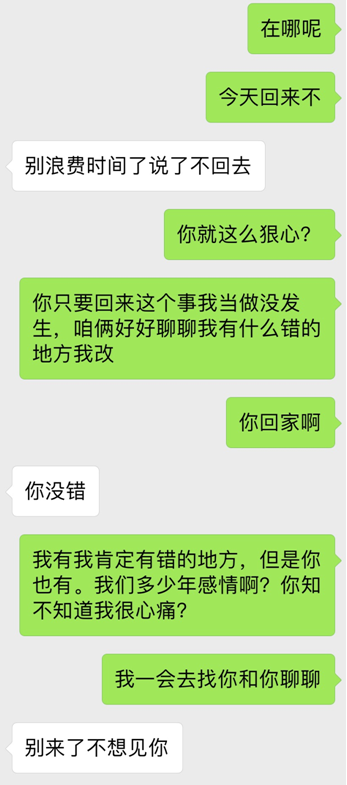 在哪呢
今天回来不
别浪费时间了说了不回去
你就这么狠心?
你只要回来这个事我当做没发
生，咱俩好好聊聊我有什么错的
地方我改
你回家啊
你没错
我有我肯定有错的地方，但是你
也有。我们多少年感情啊？你知
不知道我很心痛？
我一会去找你和你聊聊
别来了不想见你